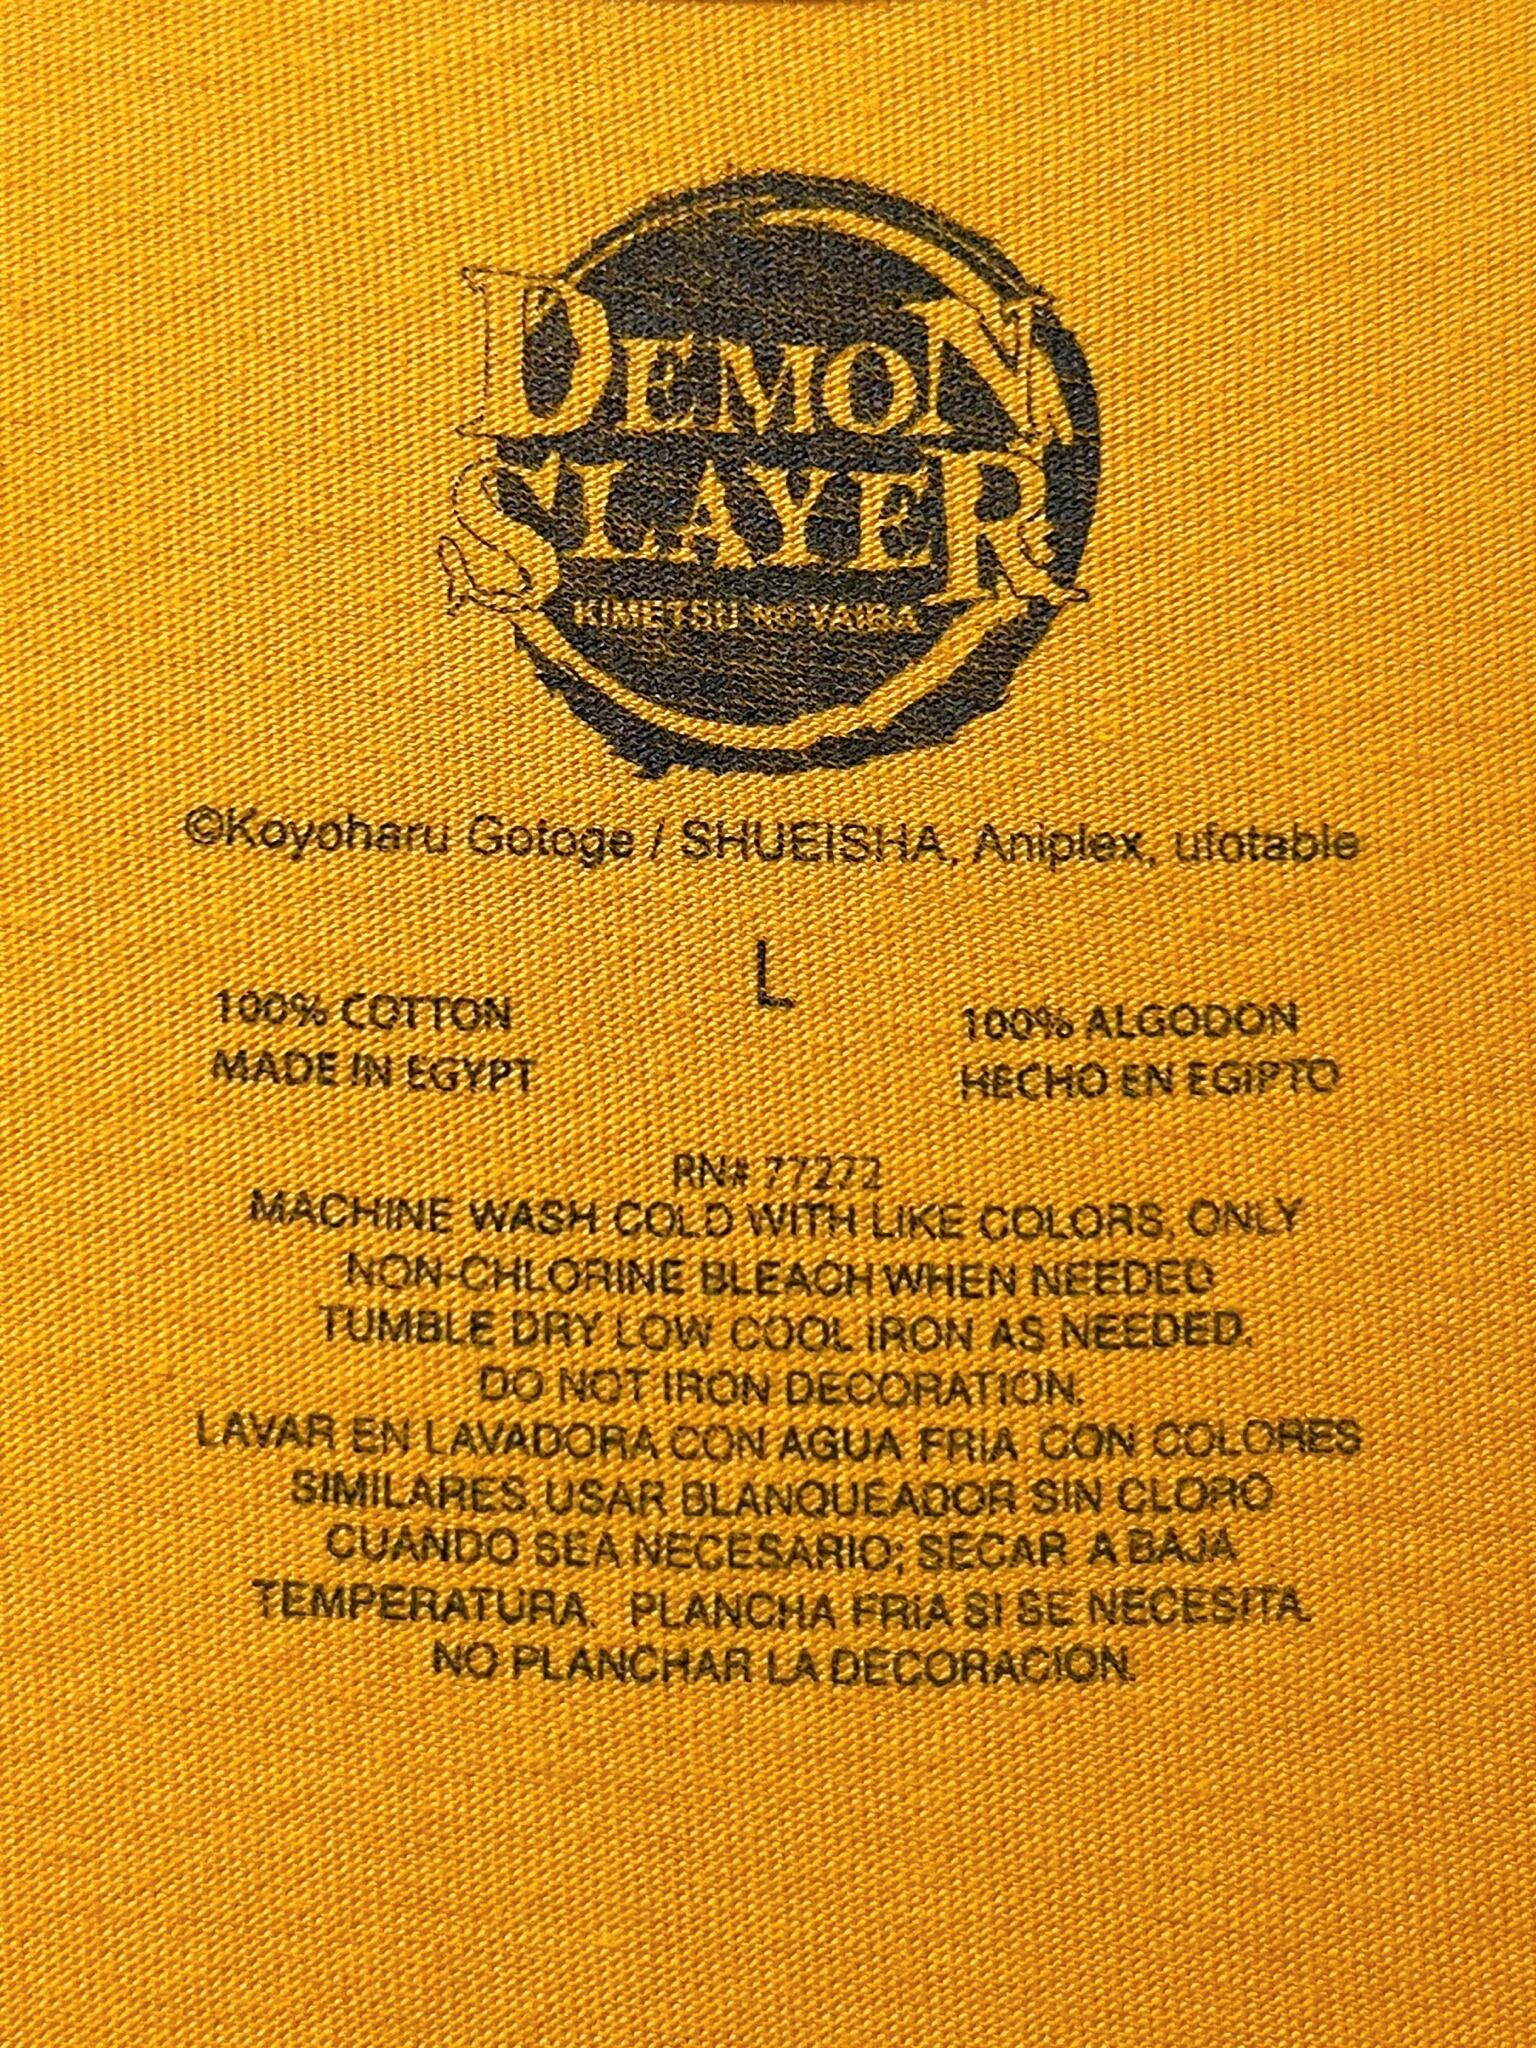 DEMON
SLAYER
KIMETSU NO YAIBA
©Koyoharu Gotoge / SHUEISHA, Aniplex, ufotable
L
100% COTTON
MADE IN EGYPT
100% ALGODON
HECHO EN EGIPTO
RN# 77272
MACHINE WASH COLD WITH LIKE COLORS, ONLY
NON-CHLORINE BLEACH WHEN NEEDED
TUMBLE DRY LOW COOL IRON AS NEEDED.
DO NOT IRON DECORATION.
LAVAR EN LAVADORA CON AGUA FRIA CON COLORES
SIMILARES, USAR BLANQUEADOR SIN CLORO
CUANDO SEA NECESARIO; SECAR A BAJA
TEMPERATURA. PLANCHA FRIA SI SE NECESITA.
NO PLANCHAR LA DECORACION.